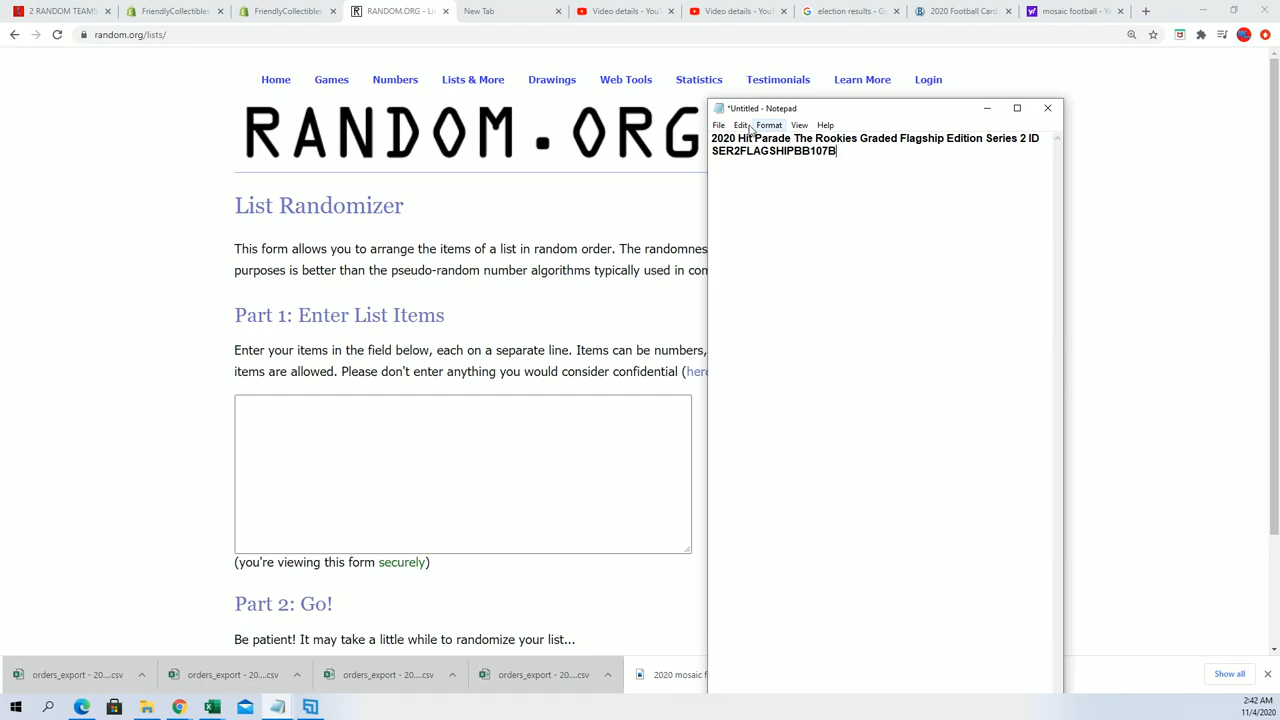 2 RANDOM TEAMS
FriendlyCollectibles
FriendlyCollectibles
RANDOM.ORG - Li
New Tab
Video details - YouT
Video details - YouT
election results - G
2020 Football Card
mosaic football - Y
random.org/lists/
Home Games Numbers Lists & More Drawings Web Tools Statistics Testimonials Learn More Login
RANDOM.ORG
*Untitled - Notepad
File Edit Format View Help
2020 Hit Parade The Rookies Graded Flagship Edition Series 2 ID
SER2FLAGSHIPBB107B
List Randomizer
This form allows you to arrange the items of a list in random order. The randomnes
purposes is better than the pseudo-random number algorithms typically used in com
Part 1: Enter List Items
Enter your items in the field below, each on a separate line. Items can be numbers,
items are allowed. Please don't enter anything you would consider confidential (here
(you're viewing this form securely)
Part 2: Go!
Be patient! It may take a little while to randomize your list...
orders_export - 20....csv
orders_export - 20....csv
orders_export - 20....csv
orders_export - 20....csv
2020 mosaic fo
Show all
2:42 AM
11/4/2020